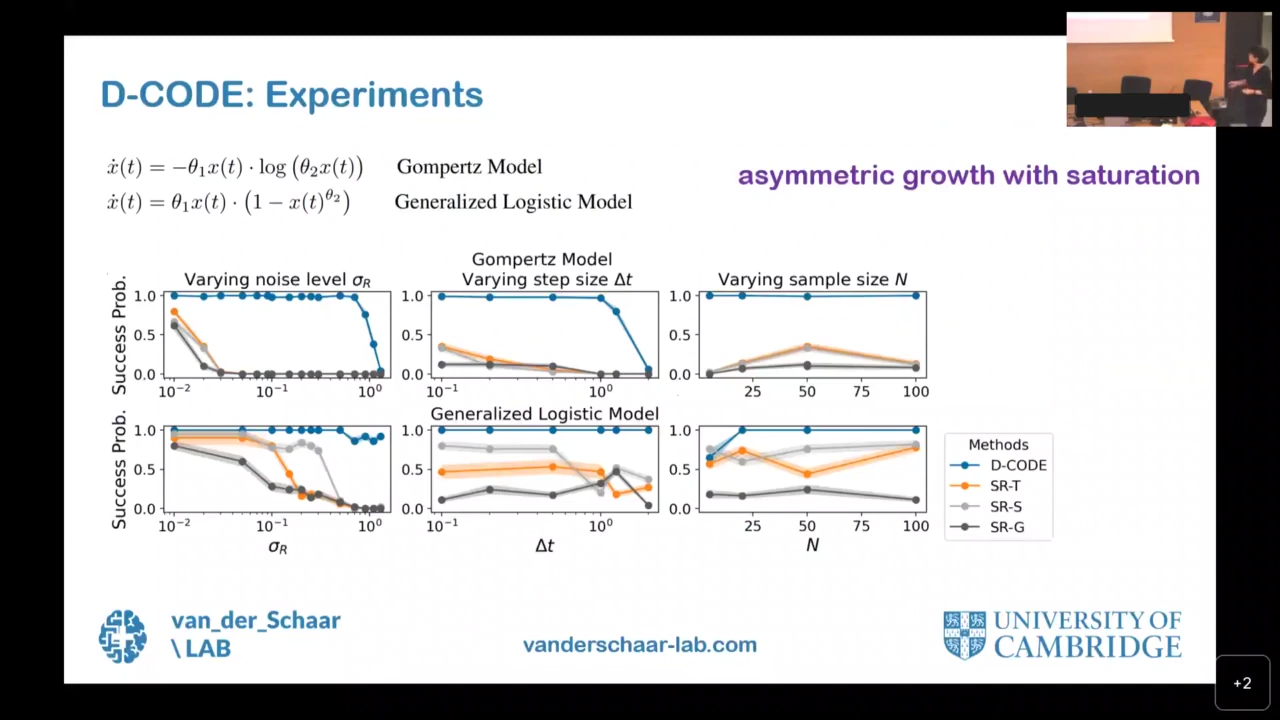 D-CODE: Experiments
ẋ(t) = −θ₁x(t) · log (θ₂x(t)) Gompertz Model
asymmetric growth with saturation
ẋ(t) = θ₁x(t) · (1 − x(t)^θ₂) Generalized Logistic Model
Gompertz Model
Varying noise level σ_R
Varying step size Δt
Varying sample size N
Success Prob.
1.0
0.5
0.0
10⁻² 10⁻¹ 10⁰
1.0
0.5
0.0
10⁻¹ 10⁰
1.0
0.5
0.0
25 50 75 100
Generalized Logistic Model
Success Prob.
1.0
0.5
0.0
10⁻² 10⁻¹ 10⁰
σ_R
1.0
0.5
0.0
10⁻¹ 10⁰
Δt
1.0
0.5
0.0
25 50 75 100
N
Methods
D-CODE
SR-T
SR-S
SR-G
van_der_Schaar
\ LAB
vanderschaar-lab.com
UNIVERSITY OF
CAMBRIDGE
+2